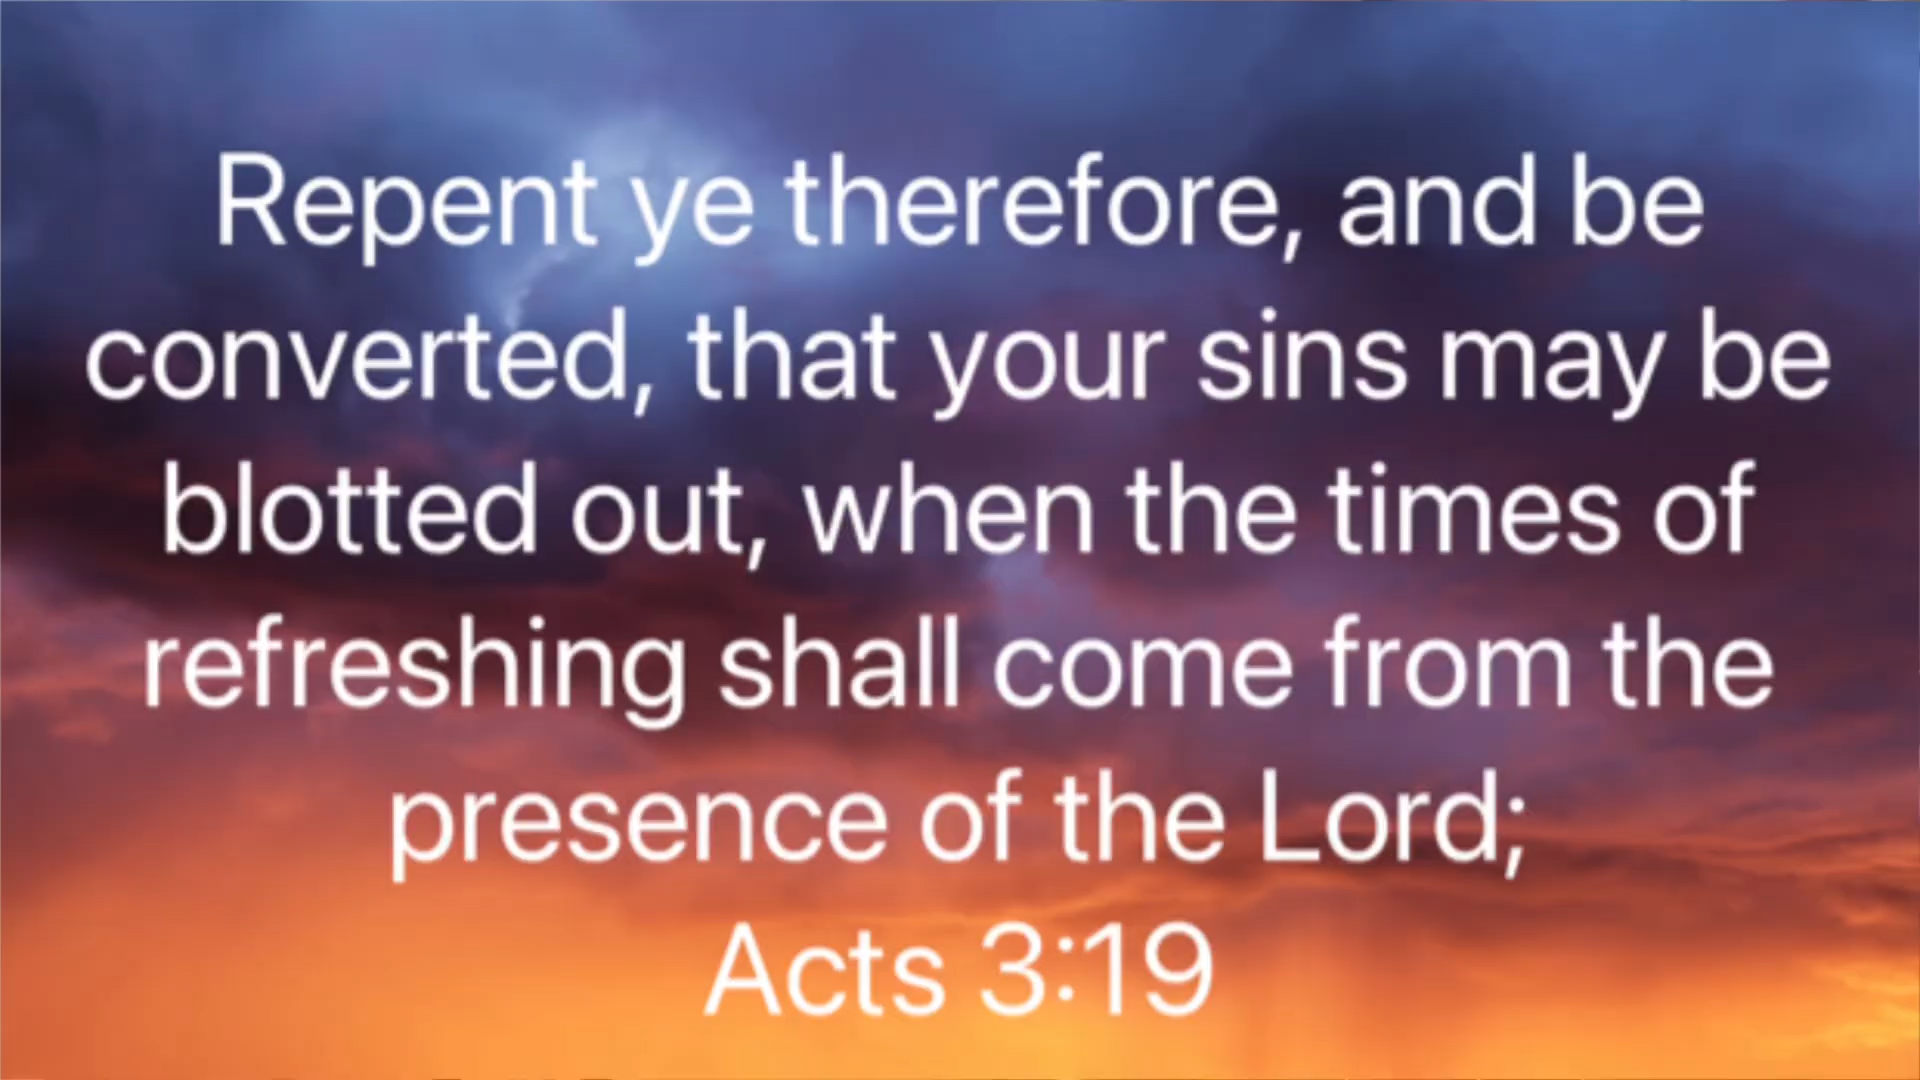 Repent ye therefore, and be
converted, that your sins may be
blotted out, when the times of
refreshing shall come from the
presence of the Lord;
Acts 3:19